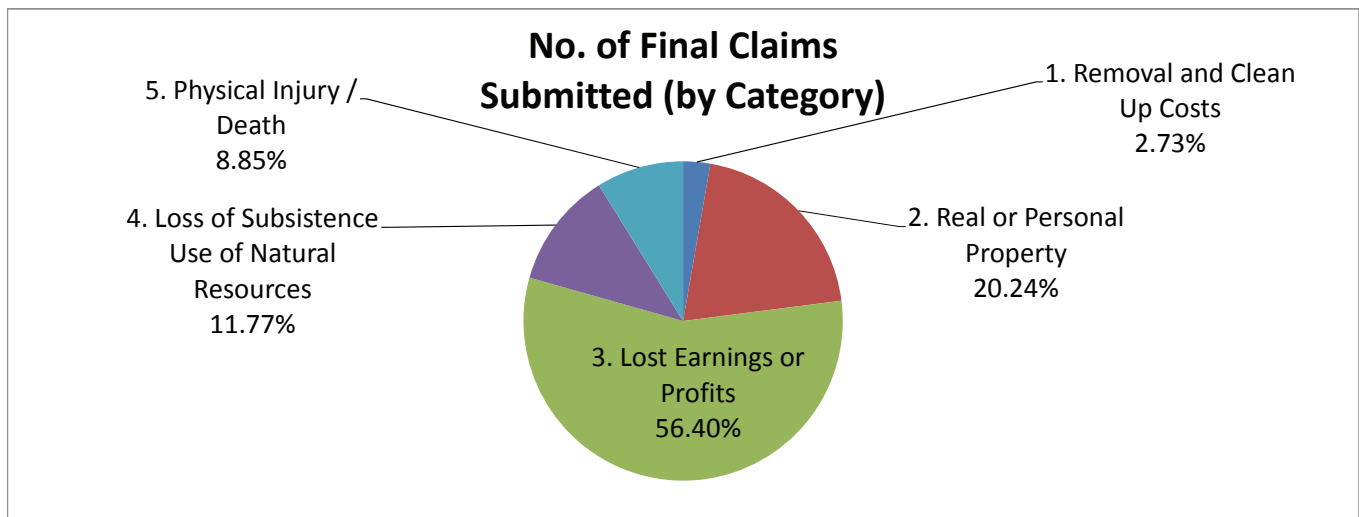 No. of Final Claims
Submitted (by Category)
1. Removal and Clean
Up Costs
2.73%
2. Real or Personal
Property
20.24%
3. Lost Earnings or
Profits
56.40%
4. Loss of Subsistence
Use of Natural
Resources
11.77%
5. Physical Injury /
Death
8.85%